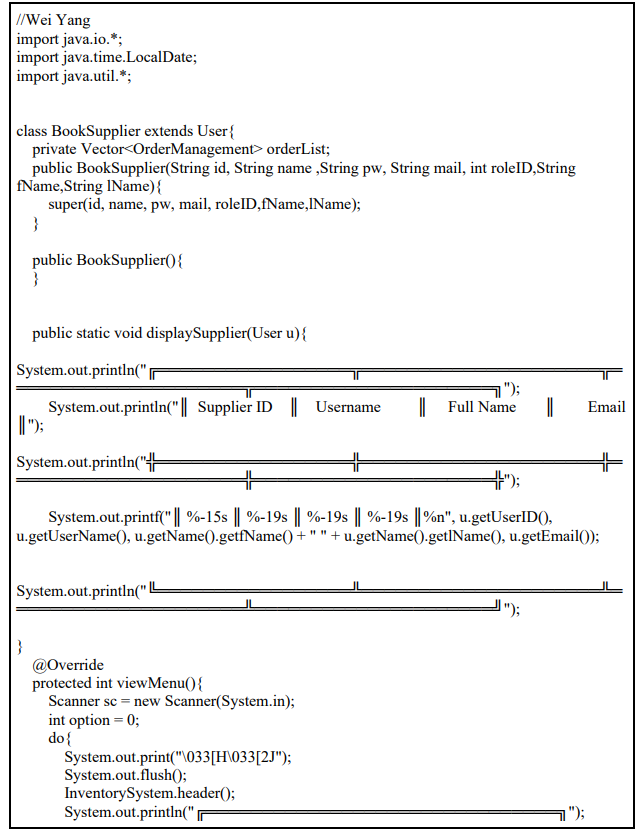 //Wei Yang
import java.io.*;
import java.time.LocalDate;
import java.util.*;
class BookSupplier extends User{
private Vector<OrderManagement> orderList;
public BookSupplier(String id, String name ,String pw, String mail, int roleID,String
fName,String lName){
super(id, name, pw, mail, roleID,fName,lName);
}
public BookSupplier(){
}
public static void displaySupplier(User u){
System.out.println("╔══════════════════╦══════════════════════╦═
═════════════════════╦══════════════════════╗");
System.out.println("║ Supplier ID ║ Username ║ Full Name ║ Email
║");
System.out.println("╬══════════════════╬══════════════════════╬═
═════════════════════╬══════════════════════╬");
System.out.printf("║ %-15s ║ %-19s ║ %-19s ║ %-19s ║%n", u.getUserID(),
u.getUserName(), u.getName().getfName() + " " + u.getName().getlName(), u.getEmail());
System.out.println("╚══════════════════╩══════════════════════╩═
═════════════════════╩══════════════════════╝");
}
@Override
protected int viewMenu(){
Scanner sc = new Scanner(System.in);
int option = 0;
do{
System.out.print("\033[H\033[2J");
System.out.flush();
InventorySystem.header();
System.out.println("╔════════════════════════════════╗");